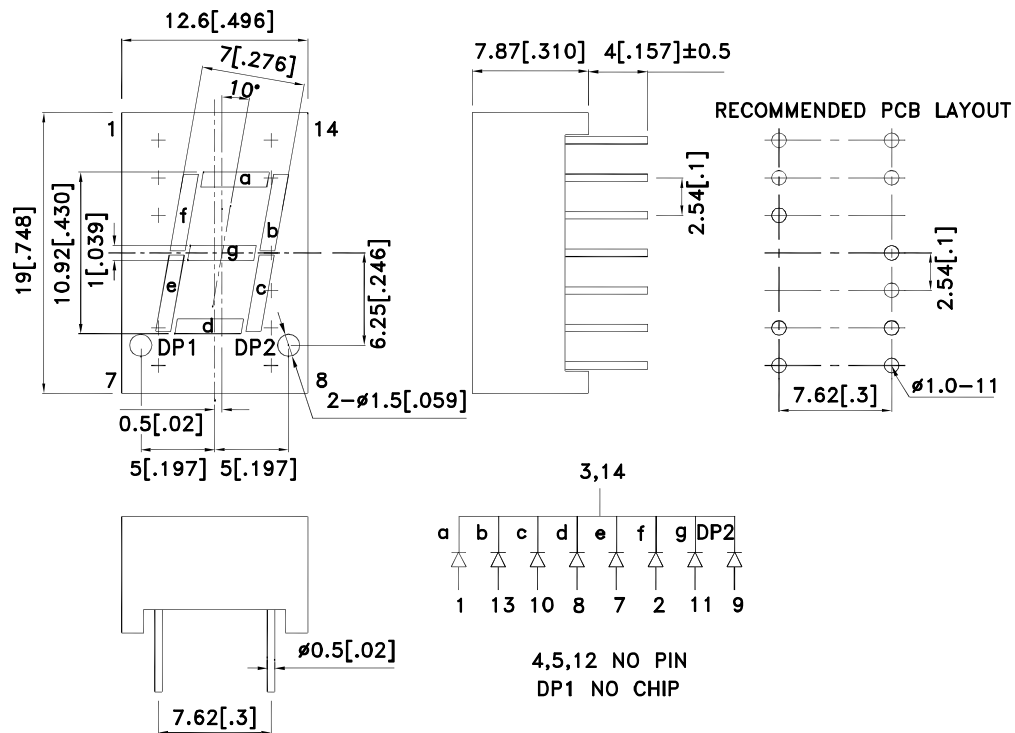 12.6[.496]
7[.276]
10°
1
14
a
f
b
g
e
c
d
DP1
DP2
7
8
19[.748]
10.92[.430]
1[.039]
6.25[.246]
2-ø1.5[.059]
0.5[.02]
5[.197]
5[.197]
7.87[.310]
4[.157]±0.5
2.54[.1]
RECOMMENDED PCB LAYOUT
2.54[.1]
ø1.0-11
7.62[.3]
ø0.5[.02]
7.62[.3]
3,14
a b c d e f g DP2
1 13 10 8 7 2 11 9
4,5,12 NO PIN
DP1 NO CHIP